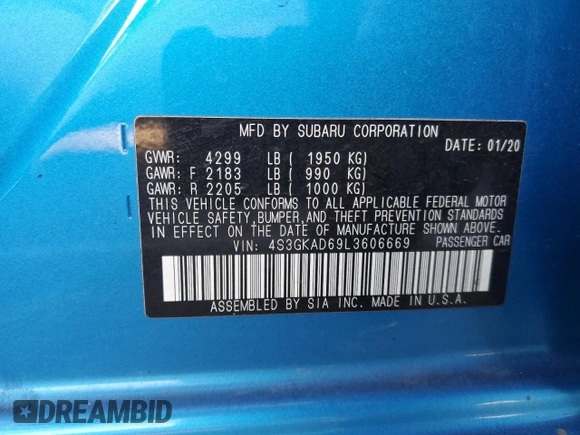 MFD BY SUBARU CORPORATION
DATE: 01/20
GVWR: 4299 LB ( 1950 KG)
GAWR: F 2183 LB ( 990 KG)
GAWR: R 2205 LB ( 1000 KG)
THIS VEHICLE CONFORMS TO ALL APPLICABLE FEDERAL MOTOR
VEHICLE SAFETY, BUMPER, AND THEFT PREVENTION STANDARDS
IN EFFECT ON THE DATE OF MANUFACTURE SHOWN ABOVE.
VIN: 4S3GKAD69L3606669 PASSENGER CAR
ASSEMBLED BY SIA INC. MADE IN U.S.A.
DREAMBID